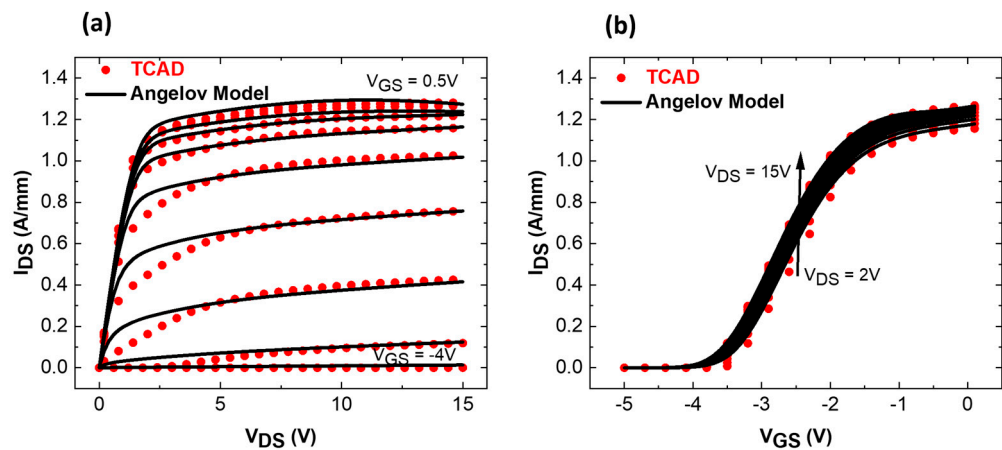 (a)
TCAD
Angelov Model
VGS = 0.5V
VGS = -4V
1.4
1.2
1.0
0.8
0.6
0.4
0.2
0.0
IDS (A/mm)
0
5
10
15
VDS (V)
(b)
TCAD
Angelov Model
VDS = 15V
VDS = 2V
1.4
1.2
1.0
0.8
0.6
0.4
0.2
0.0
IDS (A/mm)
-5
-4
-3
-2
-1
0
VGS (V)